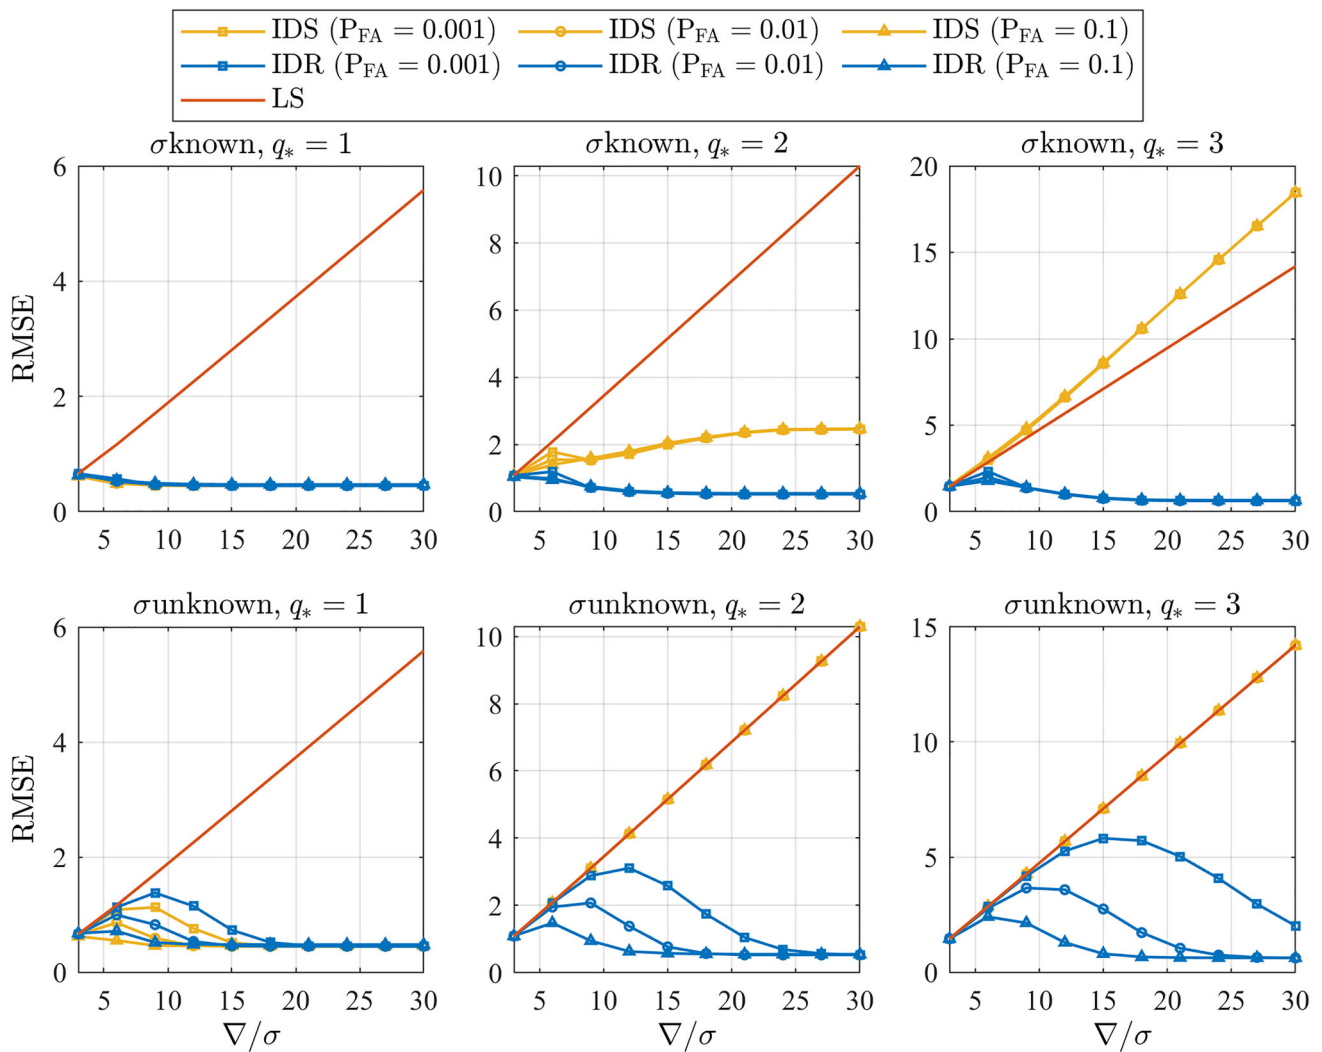 IDS (P_FA = 0.001) IDS (P_FA = 0.01) IDS (P_FA = 0.1)
IDR (P_FA = 0.001) IDR (P_FA = 0.01) IDR (P_FA = 0.1)
LS
σknown, q* = 1
RMSE
6
4
2
0
5 10 15 20 25 30
σknown, q* = 2
10
8
6
4
2
0
5 10 15 20 25 30
σknown, q* = 3
20
15
10
5
0
5 10 15 20 25 30
σunknown, q* = 1
RMSE
6
4
2
0
5 10 15 20 25 30
∇/σ
σunknown, q* = 2
10
8
6
4
2
0
5 10 15 20 25 30
∇/σ
σunknown, q* = 3
15
10
5
0
5 10 15 20 25 30
∇/σ